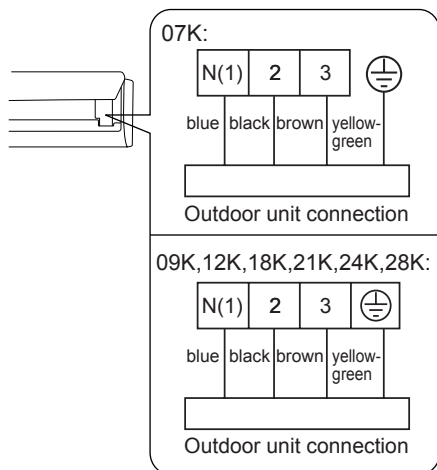 07K:
N(1) 2 3
blue black brown yellow-
green
Outdoor unit connection
09K,12K,18K,21K,24K,28K:
N(1) 2 3
blue black brown yellow-
green
Outdoor unit connection